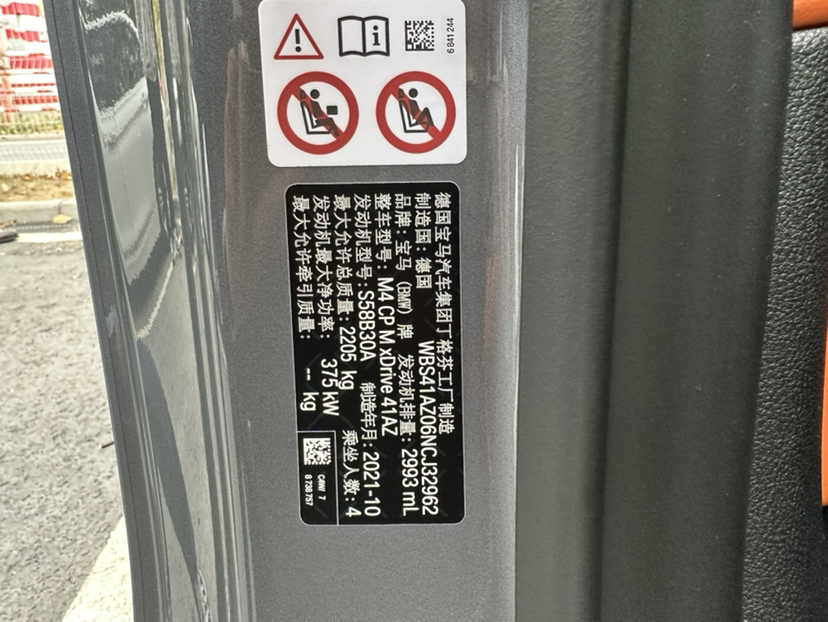 6 841 244
德国宝马汽车集团丁格芬工厂制造
制造国：德国 WBS41AZ06NCJ32962
品牌：宝马（BMW）牌 发动机排量：2993 mL
整车型号：M4 CP M xDrive 41AZ
发动机型号：S58B30A 制造年月：2021-10
最大允许总质量：2205 kg 乘坐人数：4
发动机最大净功率：375 kW
最大允许牵引质量：-- kg
8 738 757